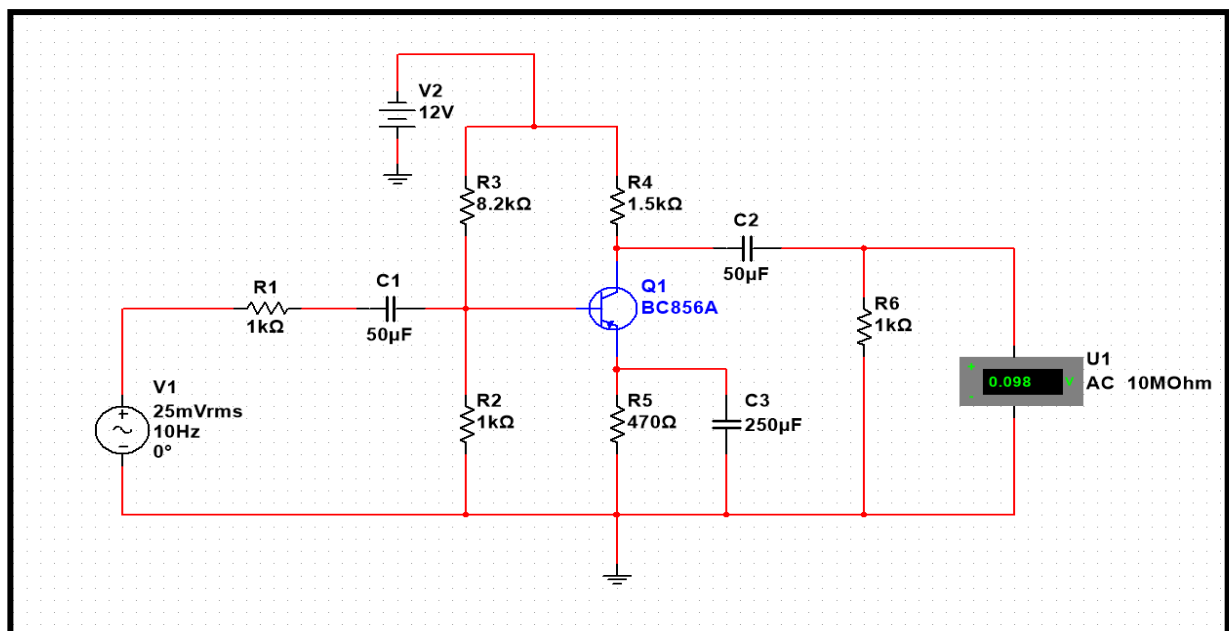 V2
12V
R3
8.2kΩ
R4
1.5kΩ
C2
50µF
R1
1kΩ
C1
50µF
Q1
BC856A
R6
1kΩ
V1
25mVrms
10Hz
0°
R2
1kΩ
R5
470Ω
C3
250µF
+
0.098 V
-
U1
AC 10MOhm